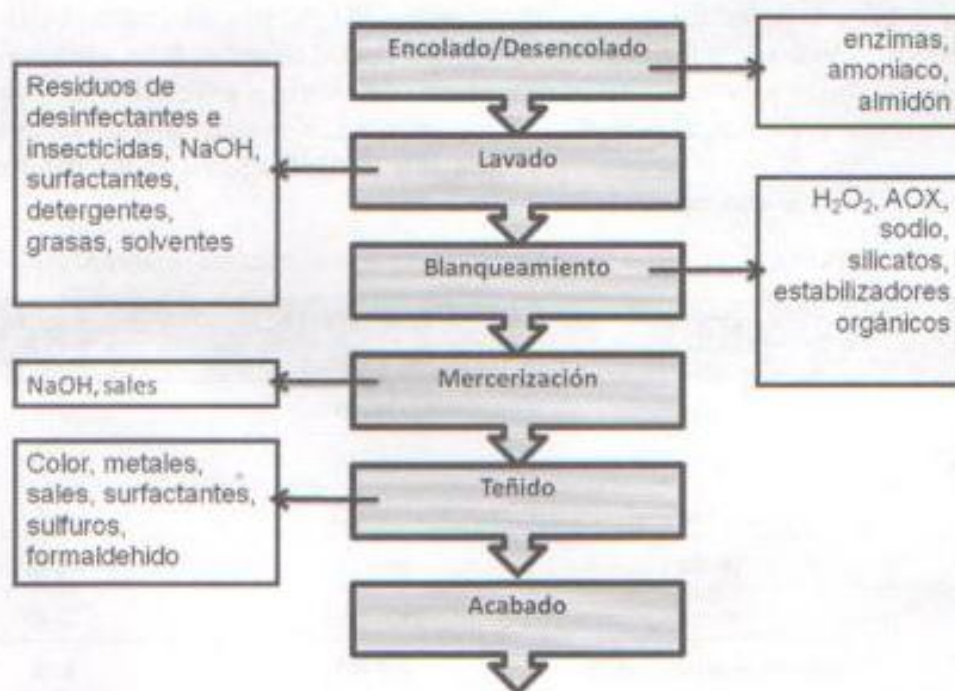 Encolado/Desencolado
enzimas,
amoniaco,
almidón
Residuos de
desinfectantes e
insecticidas, NaOH,
surfactantes,
detergentes,
grasas, solventes
Lavado
H₂O₂, AOX,
sodio,
silicatos,
estabilizadores
orgánicos
Blanqueamiento
NaOH, sales
Mercerización
Color, metales,
sales, surfactantes,
sulfuros,
formaldehido
Teñido
Acabado